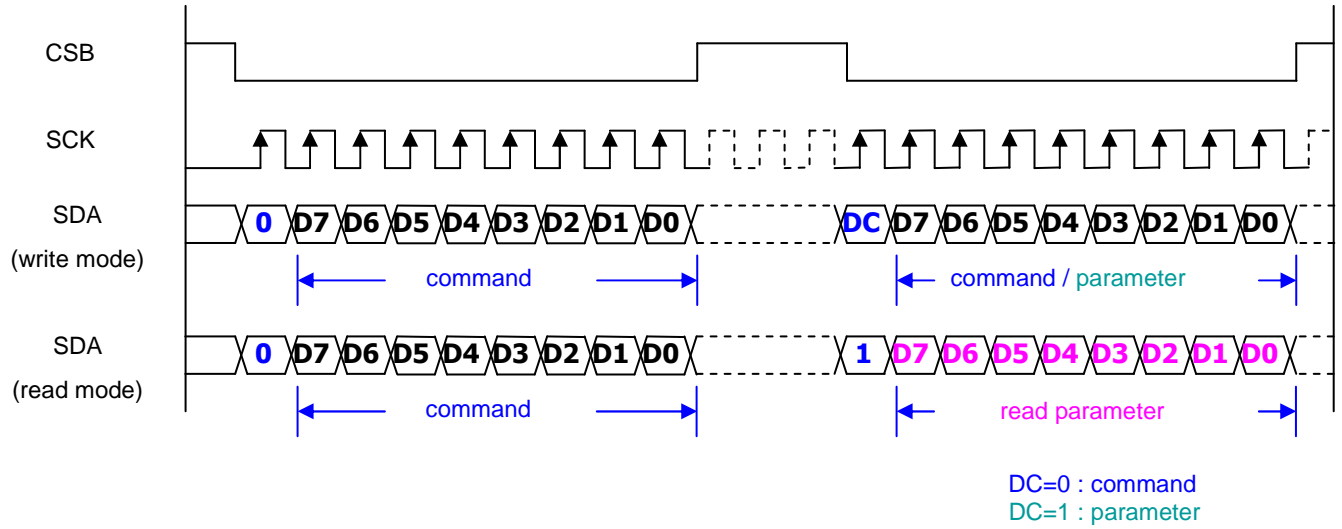 CSB
SCK
SDA
(write mode)
0 D7 D6 D5 D4 D3 D2 D1 D0 DC D7 D6 D5 D4 D3 D2 D1 D0
command command / parameter
SDA
(read mode)
0 D7 D6 D5 D4 D3 D2 D1 D0 1 D7 D6 D5 D4 D3 D2 D1 D0
command read parameter
DC=0 : command
DC=1 : parameter